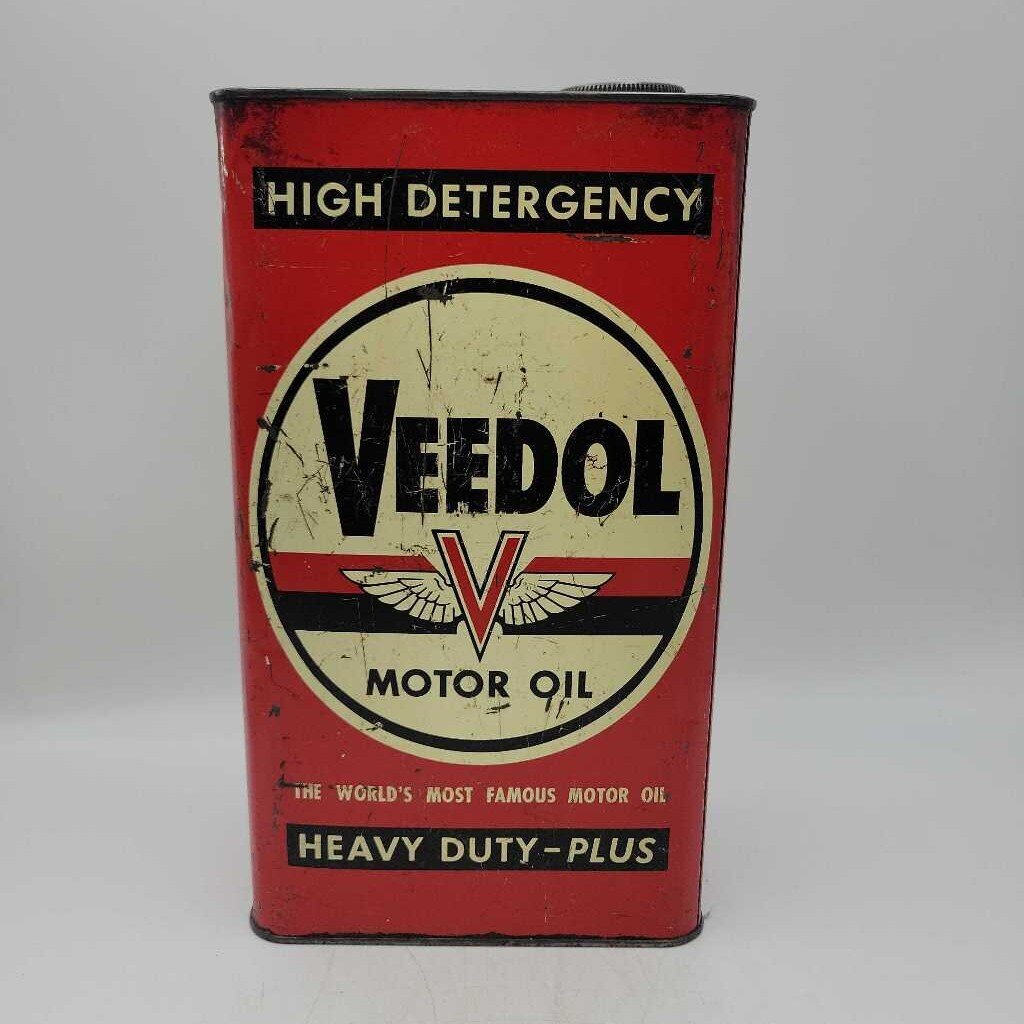 HIGH DETERGENCY
VEEDOL
V
MOTOR OIL
THE WORLD'S MOST FAMOUS MOTOR OIL
HEAVY DUTY-PLUS